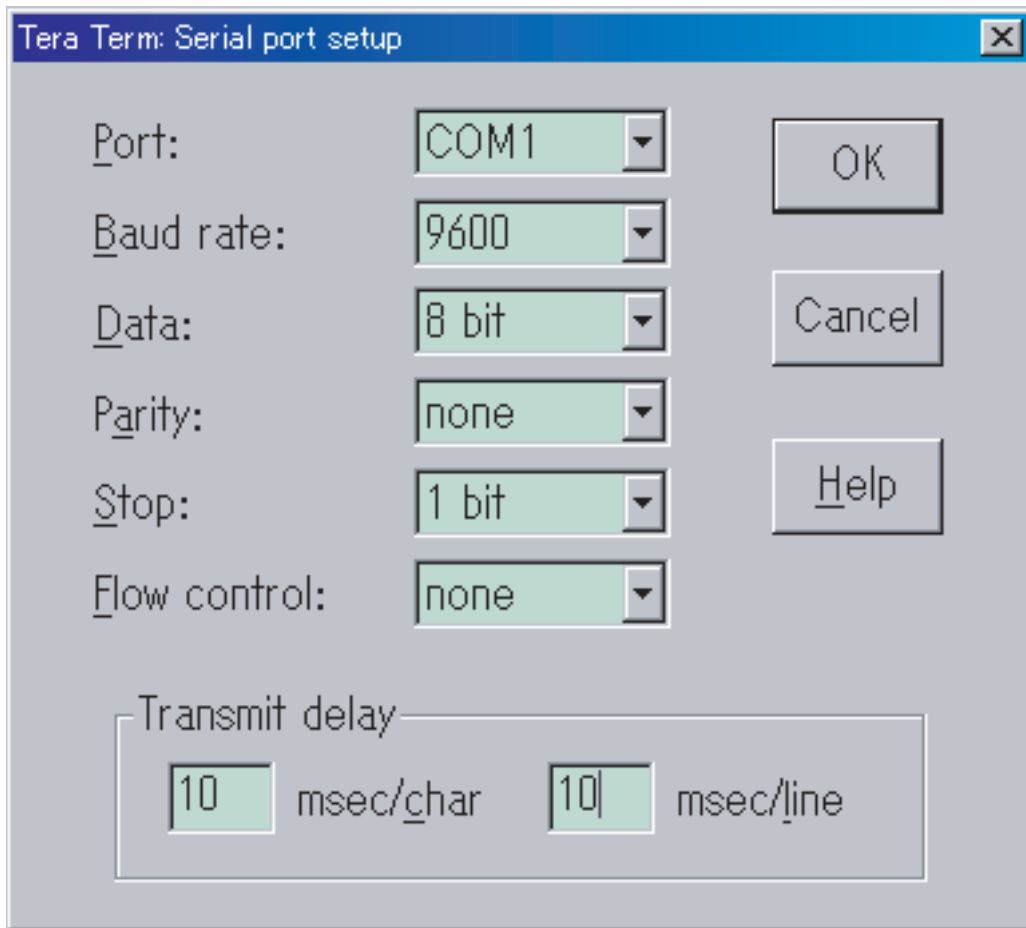 Tera Term: Serial port setup
Port: COM1
OK
Baud rate: 9600
Data: 8 bit
Cancel
Parity: none
Stop: 1 bit
Help
Flow control: none
Transmit delay
10 msec/char 10 msec/line